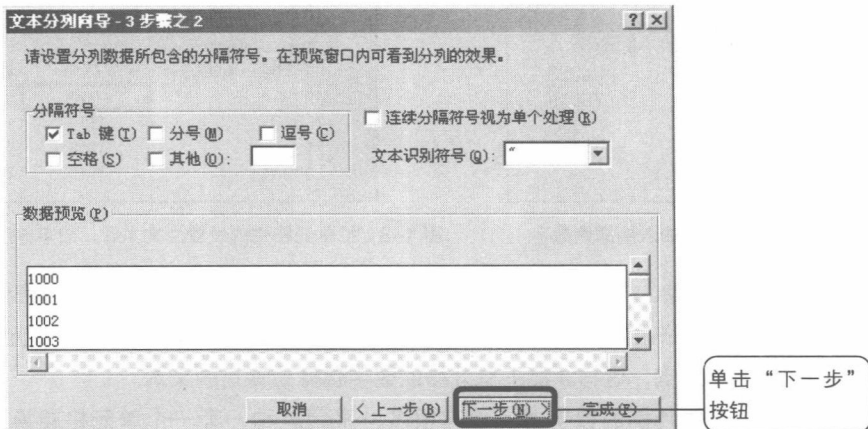 文本分列向导 - 3 步骤之 2
请设置分列数据所包含的分隔符号。在预览窗口内可看到分列的效果。
分隔符号
Tab 键(T) 分号(M) 逗号(C)
空格(S) 其他(O):
连续分隔符号视为单个处理(R)
文本识别符号(Q): "
数据预览(P)
1000
1001
1002
1003
取消 < 上一步(B) 下一步(N) > 完成(F)
单击“下一步”
按钮